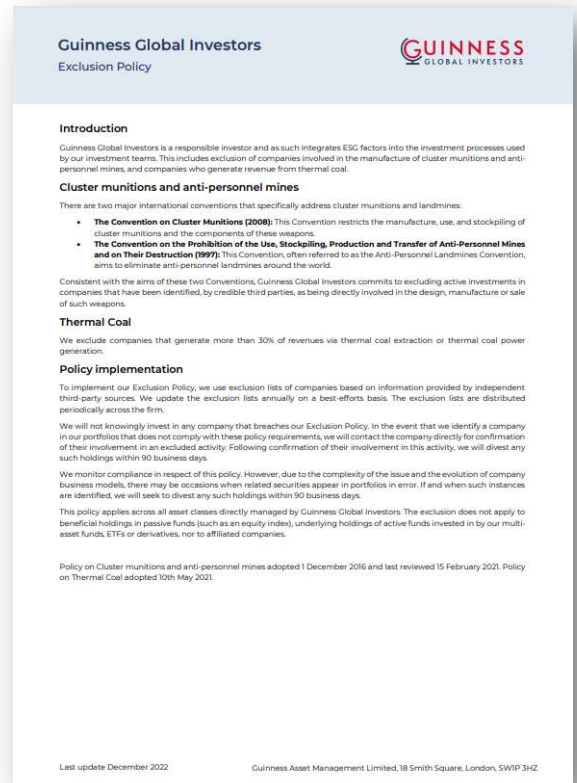 Guinness Global Investors
Exclusion Policy
GUINNESS
GLOBAL INVESTORS
Introduction
Guinness Global Investors is a responsible investor and as such integrates ESG factors into the investment processes used
by our investment teams. This includes exclusion of companies involved in the manufacture of cluster munitions and anti-
personnel mines, and companies who generate revenue from thermal coal.
Cluster munitions and anti-personnel mines
There are two major international conventions that specifically address cluster munitions and landmines:
• The Convention on Cluster Munitions (2008): This Convention restricts the manufacture, use, and stockpiling of
cluster munitions and the components of these weapons.
• The Convention on the Prohibition of the Use, Stockpiling, Production and Transfer of Anti-Personnel Mines
and on Their Destruction (1997): This Convention, often referred to as the Anti-Personnel Landmines Convention,
aims to eliminate anti-personnel landmines around the world.
Consistent with the aims of these two Conventions, Guinness Global Investors commits to excluding active investments in
companies that have been identified, by credible third parties, as being directly involved in the design, manufacture or sale
of such weapons.
Thermal Coal
We exclude companies that generate more than 30% of revenues via thermal coal extraction or thermal coal power
generation.
Policy implementation
To implement our Exclusion Policy, we use exclusion lists of companies based on information provided by independent
third-party sources. We update the exclusion lists annually on a best-efforts basis. The exclusion lists are distributed
periodically across the firm.
We will not knowingly invest in any company that breaches our Exclusion Policy. In the event that we identify a company
in our portfolios that does not comply with these policy requirements, we will contact the company directly for confirmation
of their involvement in an excluded activity. Following confirmation of their involvement in this activity, we will divest any
such holdings within 90 business days.
We monitor compliance in respect of this policy. However, due to the complexity of the issue and the evolution of company
business models, there may be occasions when related securities appear in portfolios in error. If and when such instances
are identified, we will seek to divest any such holdings within 90 business days.
This policy applies across all asset classes directly managed by Guinness Global Investors. The exclusion does not apply to
beneficial holdings in passive funds (such as an equity index), underlying holdings of active funds invested in by our multi-
asset funds, ETFs or derivatives, nor to affiliated companies.
Policy on Cluster munitions and anti-personnel mines adopted 1 December 2016 and last reviewed 15 February 2021. Policy
on Thermal Coal adopted 10th May 2021.
Last update December 2022
Guinness Asset Management Limited, 18 Smith Square, London, SW1P 3HZ